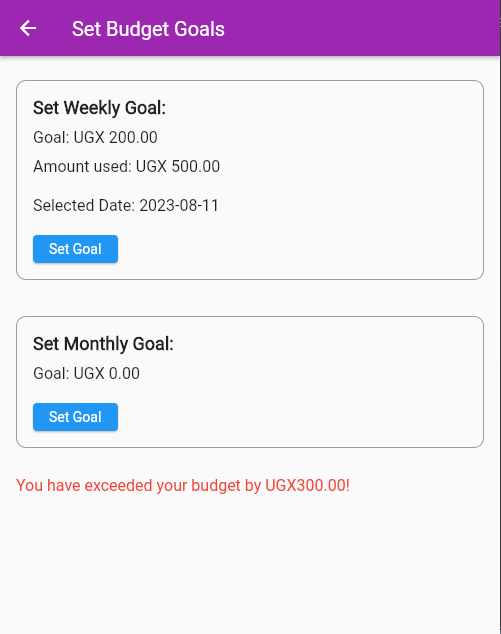 Set Budget Goals
Set Weekly Goal:
Goal: UGX 200.00
Amount used: UGX 500.00
Selected Date: 2023-08-11
Set Goal
Set Monthly Goal:
Goal: UGX 0.00
Set Goal
You have exceeded your budget by UGX300.00!